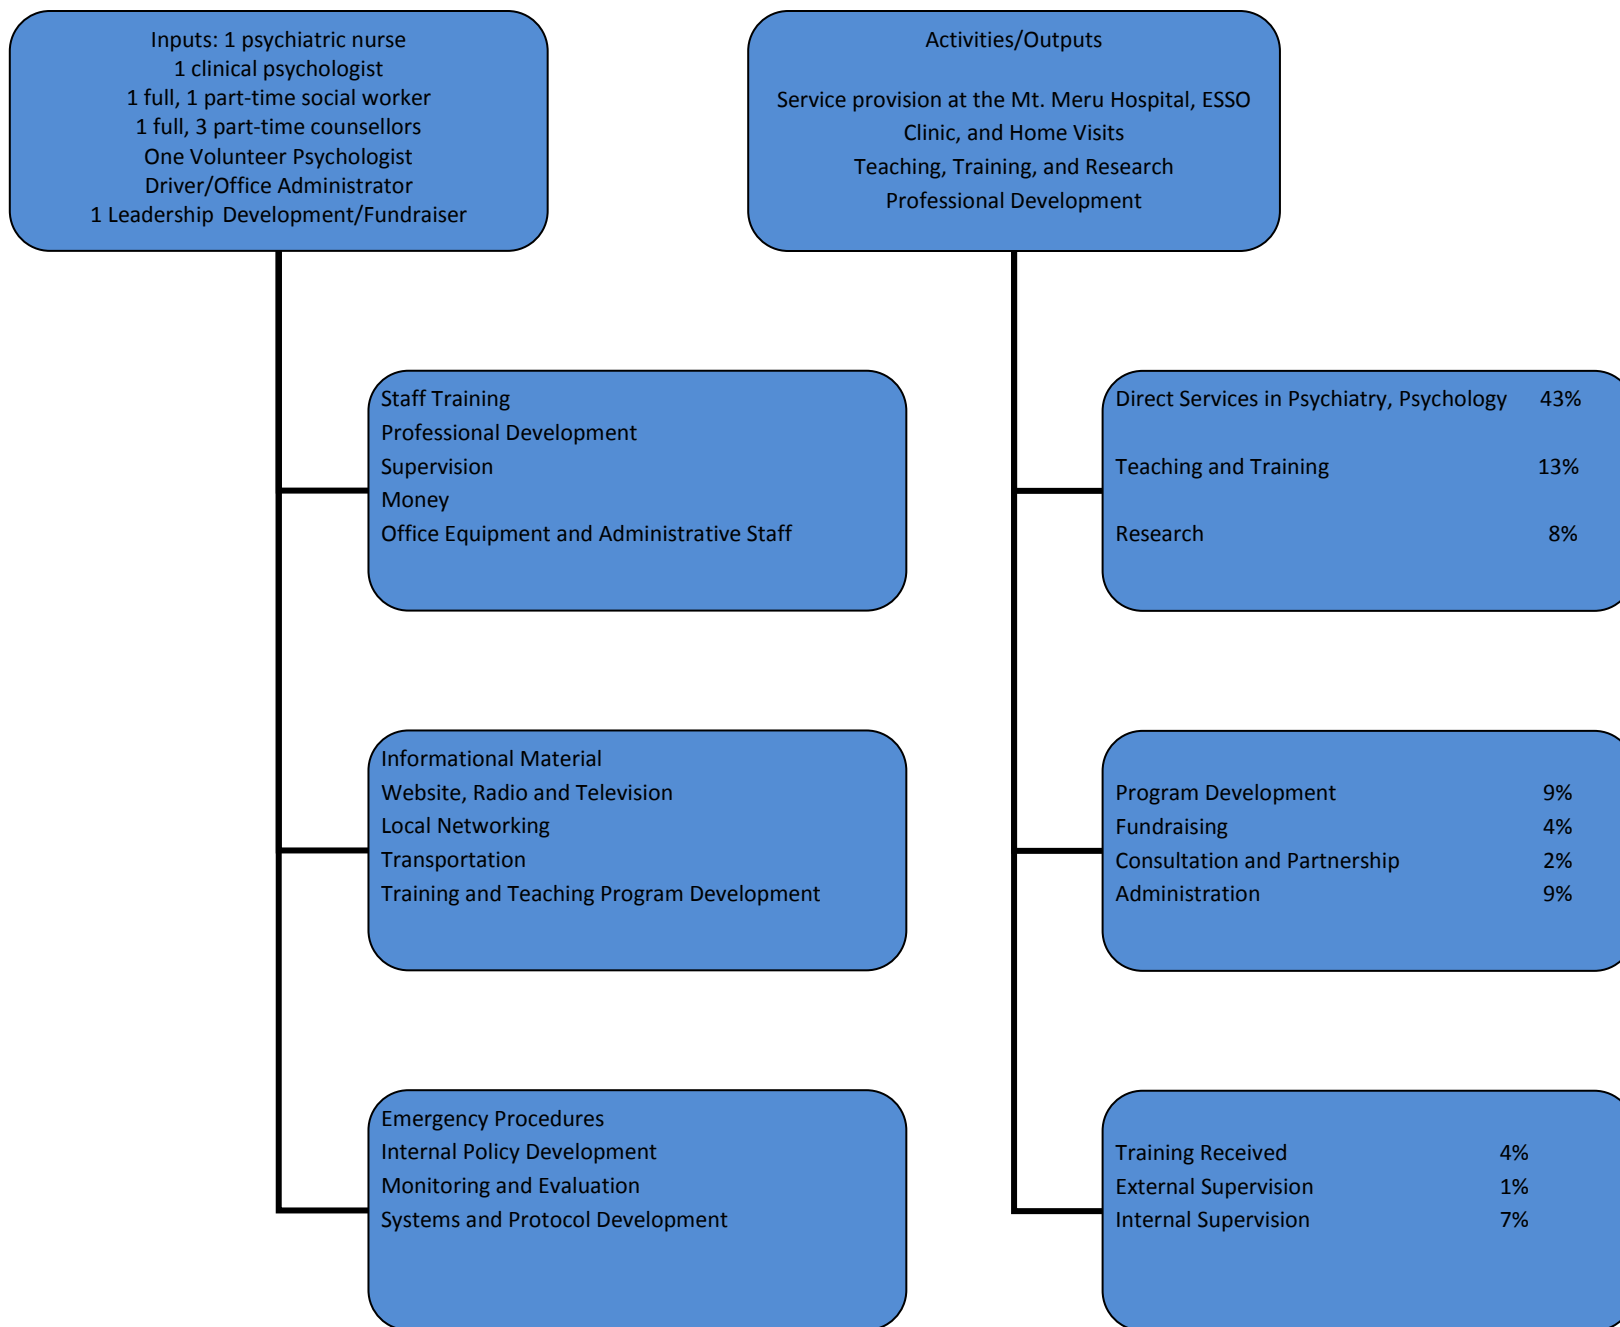 Inputs: 1 psychiatric nurse
1 clinical psychologist
1 full, 1 part-time social worker
1 full, 3 part-time counsellors
One Volunteer Psychologist
Driver/Office Administrator
1 Leadership Development/Fundraiser
Activities/Outputs
Service provision at the Mt. Meru Hospital, ESSO
Clinic, and Home Visits
Teaching, Training, and Research
Professional Development
Staff Training
Professional Development
Supervision
Money
Office Equipment and Administrative Staff
Direct Services in Psychiatry, Psychology 43%
Teaching and Training 13%
Research 8%
Informational Material
Website, Radio and Television
Local Networking
Transportation
Training and Teaching Program Development
Program Development 9%
Fundraising 4%
Consultation and Partnership 2%
Administration 9%
Emergency Procedures
Internal Policy Development
Monitoring and Evaluation
Systems and Protocol Development
Training Received 4%
External Supervision 1%
Internal Supervision 7%